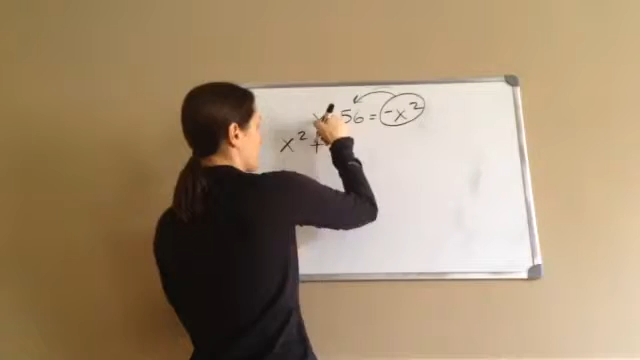 x 56 = -x²
x² +